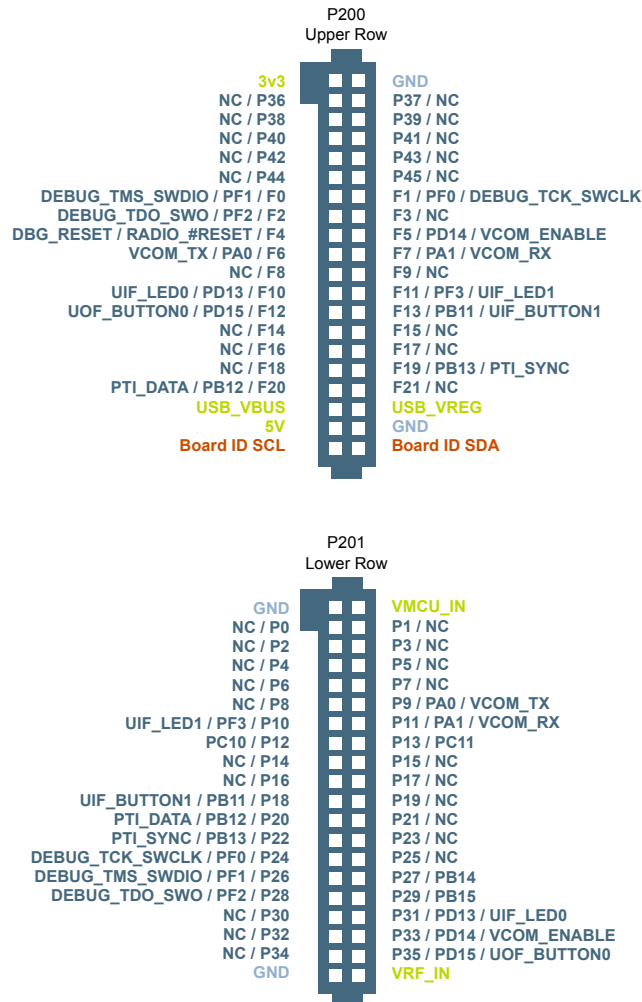 P200
Upper Row
3v3 GND
NC / P36 P37 / NC
NC / P38 P39 / NC
NC / P40 P41 / NC
NC / P42 P43 / NC
NC / P44 P45 / NC
DEBUG_TMS_SWDIO / PF1 / F0 F1 / PF0 / DEBUG_TCK_SWCLK
DEBUG_TDO_SWO / PF2 / F2 F3 / NC
DBG_RESET / RADIO_#RESET / F4 F5 / PD14 / VCOM_ENABLE
VCOM_TX / PA0 / F6 F7 / PA1 / VCOM_RX
NC / F8 F9 / NC
UIF_LED0 / PD13 / F10 F11 / PF3 / UIF_LED1
UOF_BUTTON0 / PD15 / F12 F13 / PB11 / UIF_BUTTON1
NC / F14 F15 / NC
NC / F16 F17 / NC
NC / F18 F19 / PB13 / PTI_SYNC
PTI_DATA / PB12 / F20 F21 / NC
USB_VBUS USB_VREG
5V GND
Board ID SCL Board ID SDA
P201
Lower Row
GND VMCU_IN
NC / P0 P1 / NC
NC / P2 P3 / NC
NC / P4 P5 / NC
NC / P6 P7 / NC
NC / P8 P9 / PA0 / VCOM_TX
UIF_LED1 / PF3 / P10 P11 / PA1 / VCOM_RX
PC10 / P12 P13 / PC11
NC / P14 P15 / NC
NC / P16 P17 / NC
UIF_BUTTON1 / PB11 / P18 P19 / NC
PTI_DATA / PB12 / P20 P21 / NC
PTI_SYNC / PB13 / P22 P23 / NC
DEBUG_TCK_SWCLK / PF0 / P24 P25 / NC
DEBUG_TMS_SWDIO / PF1 / P26 P27 / PB14
DEBUG_TDO_SWO / PF2 / P28 P29 / PB15
NC / P30 P31 / PD13 / UIF_LED0
NC / P32 P33 / PD14 / VCOM_ENABLE
NC / P34 P35 / PD15 / UOF_BUTTON0
GND VRF_IN